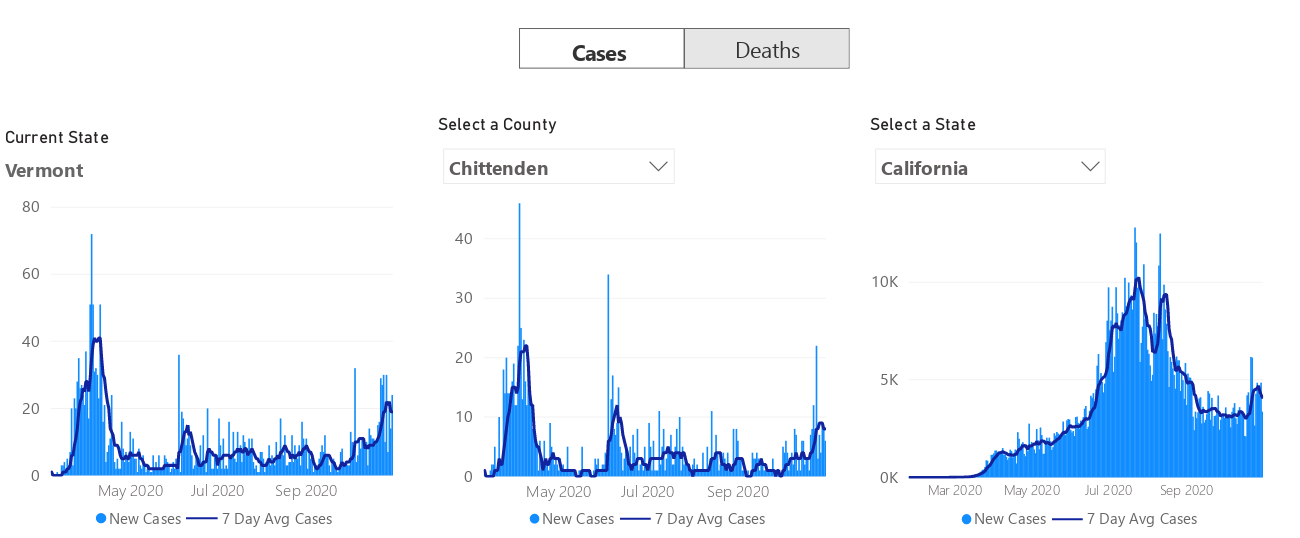 Cases
Deaths
Current State
Vermont
80
60
40
20
0
May 2020
Jul 2020
Sep 2020
New Cases
7 Day Avg Cases
Select a County
Chittenden
40
30
20
10
0
May 2020
Jul 2020
Sep 2020
New Cases
7 Day Avg Cases
Select a State
California
10K
5K
0K
Mar 2020
May 2020
Jul 2020
Sep 2020
New Cases
7 Day Avg Cases